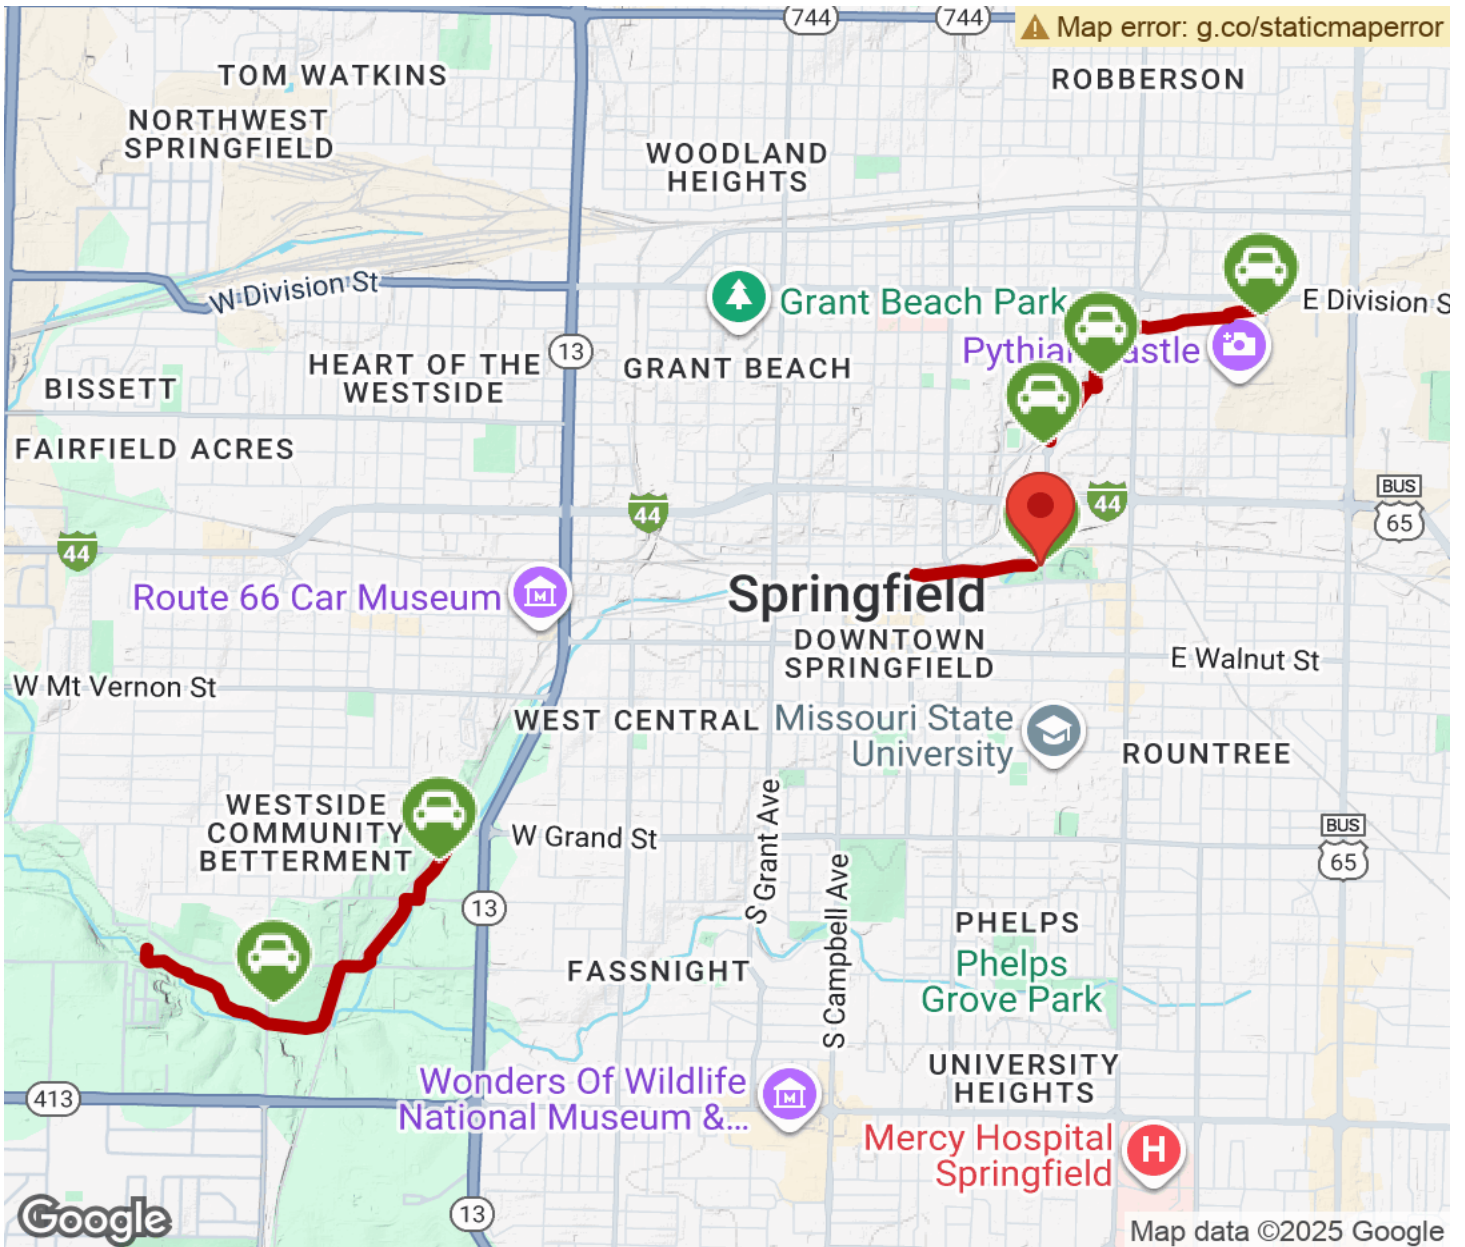 744
744
Map error: g.co/staticmaperror
TOM WATKINS
ROBBERSON
NORTHWEST
SPRINGFIELD
WOODLAND
HEIGHTS
W Division St
Grant Beach Park
E Division S
13
HEART OF THE
WESTSIDE
GRANT BEACH
BISSETT
FAIRFIELD ACRES
BUS
65
44
44
44
Route 66 Car Museum
M
Springfield
DOWNTOWN
SPRINGFIELD
E Walnut St
W Mt Vernon St
WEST CENTRAL
Missouri State
University
ROUNTREE
WESTSIDE
COMMUNITY
BETTERMENT
W Grand St
S Grant Ave
S Campbell Ave
BUS
65
13
PHELPS
FASSNIGHT
Phelps
Grove Park
413
Wonders Of Wildlife
National Museum &...
M
UNIVERSITY
HEIGHTS
Mercy Hospital
Springfield
H
13
Google
Map data ©2025 Google